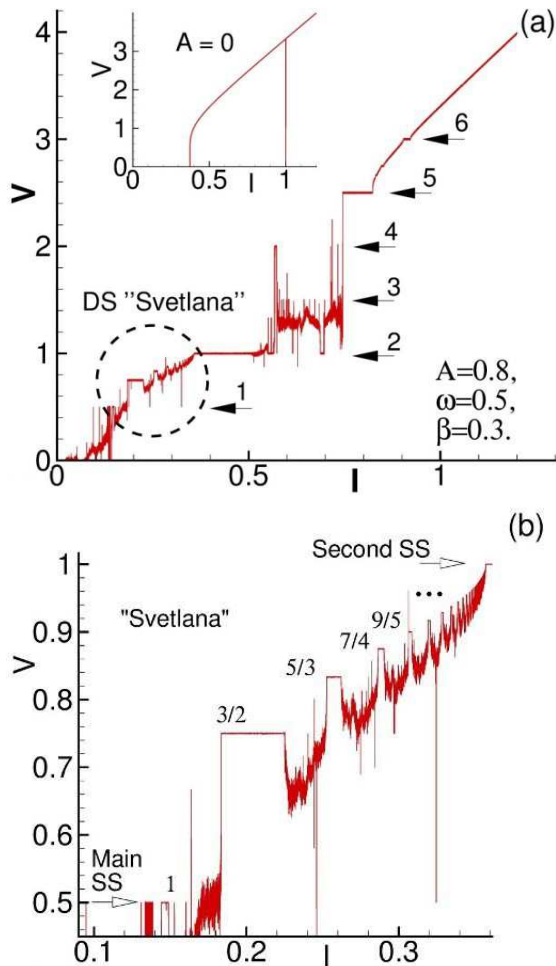 (a)
4
3
2
1
0
V
0
0.5
1
I
A = 0
3
2
1
0
V
0
0.5
1
I
6
5
4
3
2
1
DS "Svetlana"
A=0.8,
ω=0.5,
β=0.3.
(b)
1
0.9
0.8
0.7
0.6
0.5
V
0.1
0.2
0.3
I
Second SS
"Svetlana"
9/5
•••
7/4
5/3
3/2
Main
SS
1